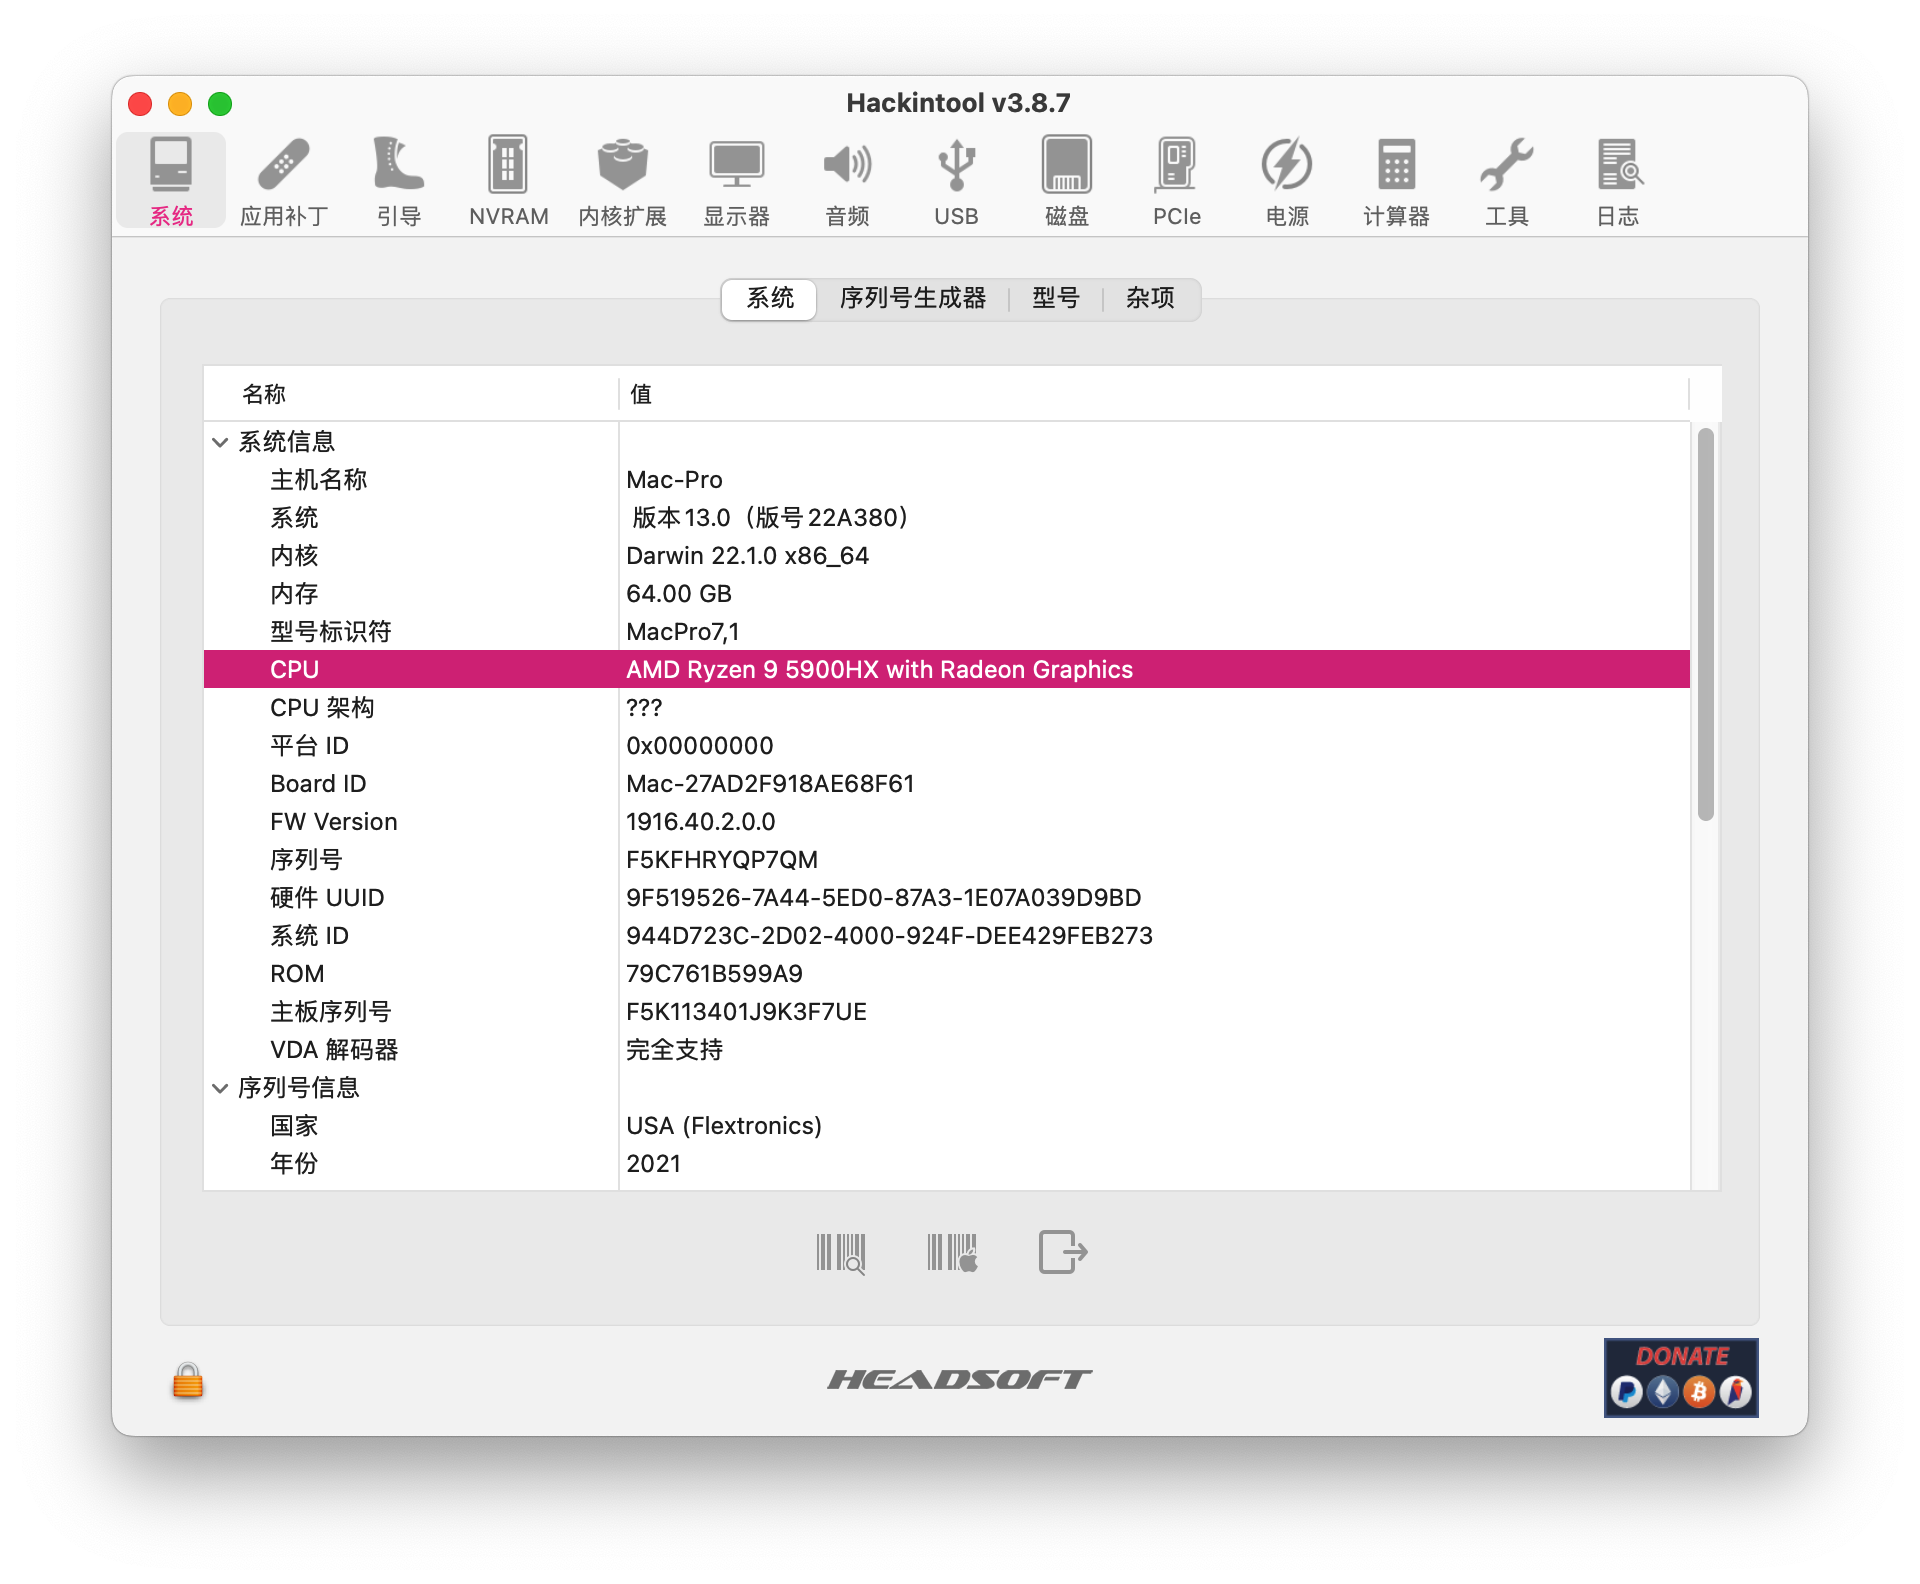 Hackintool v3.8.7
系统 应用补丁 引导 NVRAM 内核扩展 显示器 音频 USB 磁盘 PCIe 电源 计算器 工具 日志
系统 序列号生成器 型号 杂项
名称 值
系统信息
主机名称 Mac-Pro
系统 版本13.0（版号22A380）
内核 Darwin 22.1.0 x86_64
内存 64.00 GB
型号标识符 MacPro7,1
CPU AMD Ryzen 9 5900HX with Radeon Graphics
CPU 架构 ???
平台 ID 0x00000000
Board ID Mac-27AD2F918AE68F61
FW Version 1916.40.2.0.0
序列号 F5KFHRYQP7QM
硬件 UUID 9F519526-7A44-5ED0-87A3-1E07A039D9BD
系统 ID 944D723C-2D02-4000-924F-DEE429FEB273
ROM 79C761B599A9
主板序列号 F5K113401J9K3F7UE
VDA 解码器 完全支持
序列号信息
国家 USA (Flextronics)
年份 2021
DONATE
HEADSOFT